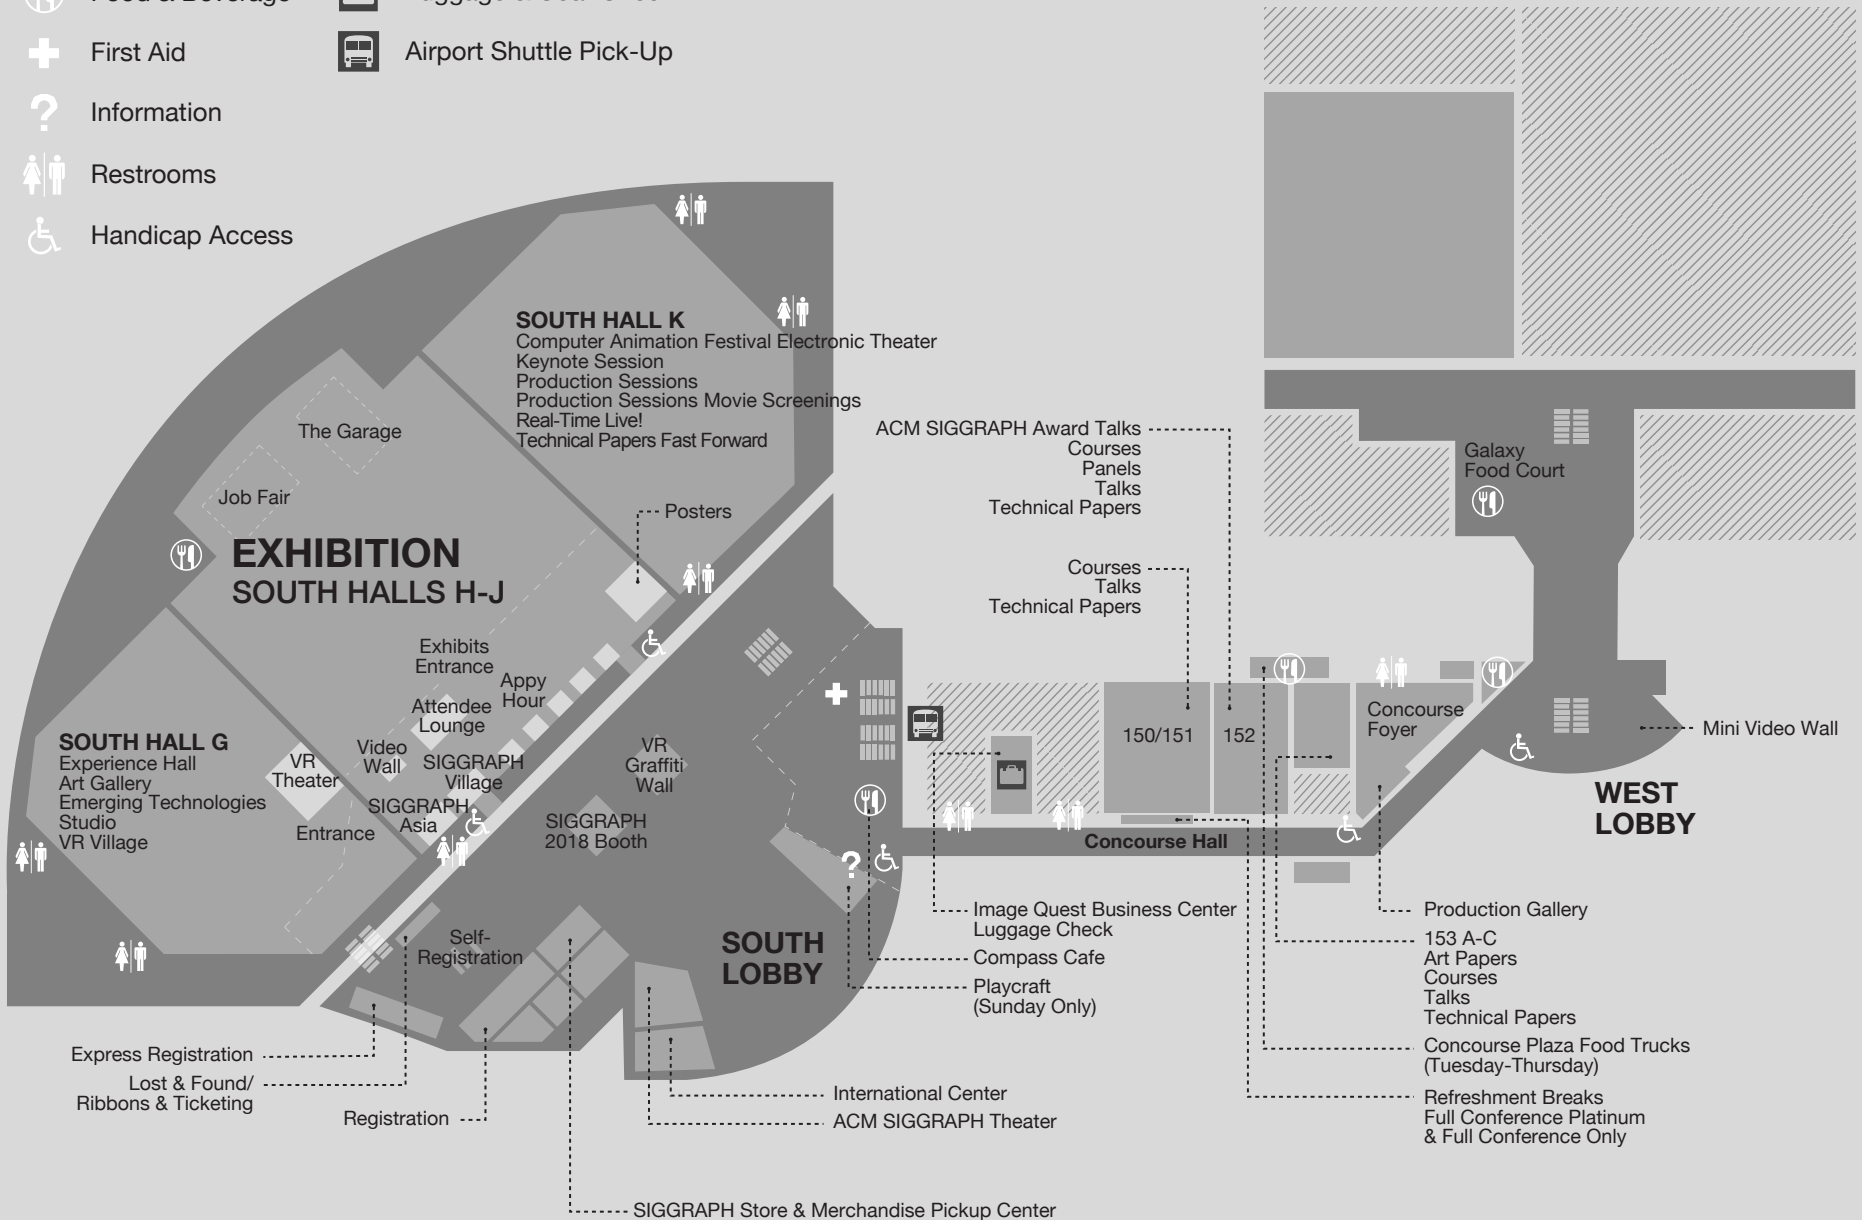 Food & Beverage
First Aid
Airport Shuttle Pick-Up
Information
Restrooms
Handicap Access
SOUTH HALL K
Computer Animation Festival Electronic Theater
Keynote Session
Production Sessions
Production Sessions Movie Screenings
Real-Time Live!
Technical Papers Fast Forward
The Garage
Job Fair
Posters
EXHIBITION
SOUTH HALLS H-J
Exhibits
Entrance
Appy
Hour
Attendee
Lounge
Video
Wall
SIGGRAPH
Village
SIGGRAPH
Asia
SOUTH HALL G
Experience Hall
Art Gallery
Emerging Technologies
Studio
VR Village
VR
Theater
Entrance
VR
Graffiti
Wall
SIGGRAPH
2018 Booth
Self-
Registration
SOUTH
LOBBY
ACM SIGGRAPH Award Talks
Courses
Panels
Talks
Technical Papers
Courses
Talks
Technical Papers
Galaxy
Food Court
150/151
152
Concourse
Foyer
Mini Video Wall
WEST
LOBBY
Concourse Hall
?
Image Quest Business Center
Luggage Check
Compass Cafe
Playcraft
(Sunday Only)
Production Gallery
153 A-C
Art Papers
Courses
Talks
Technical Papers
Concourse Plaza Food Trucks
(Tuesday-Thursday)
Refreshment Breaks
Full Conference Platinum
& Full Conference Only
Express Registration
Lost & Found/
Ribbons & Ticketing
Registration
International Center
ACM SIGGRAPH Theater
SIGGRAPH Store & Merchandise Pickup Center